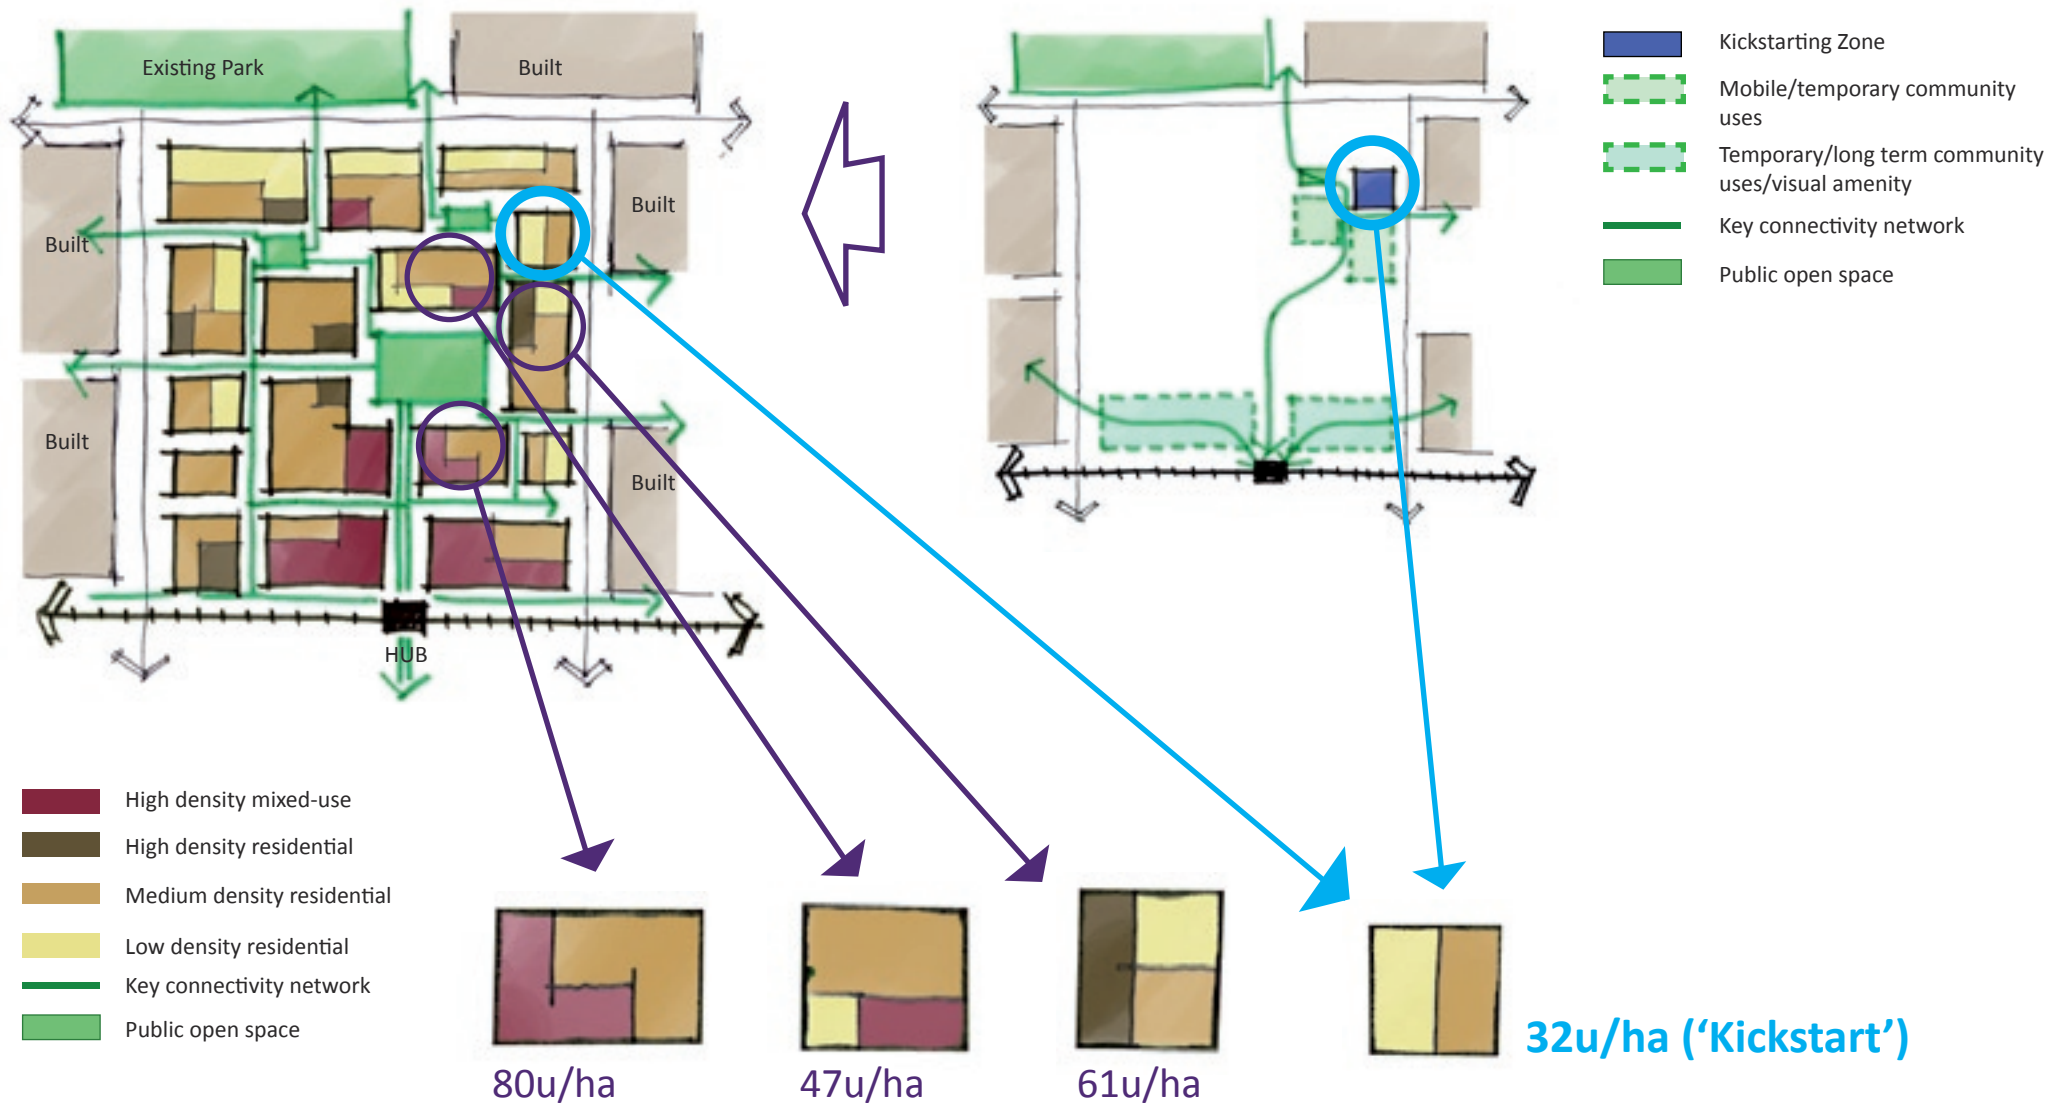 Existing Park
Built
Built
Built
Built
Built
HUB
Kickstarting Zone
Mobile/temporary community
uses
Temporary/long term community
uses/visual amenity
Key connectivity network
Public open space
High density mixed-use
High density residential
Medium density residential
Low density residential
Key connectivity network
Public open space
80u/ha
47u/ha
61u/ha
32u/ha (‘Kickstart’)